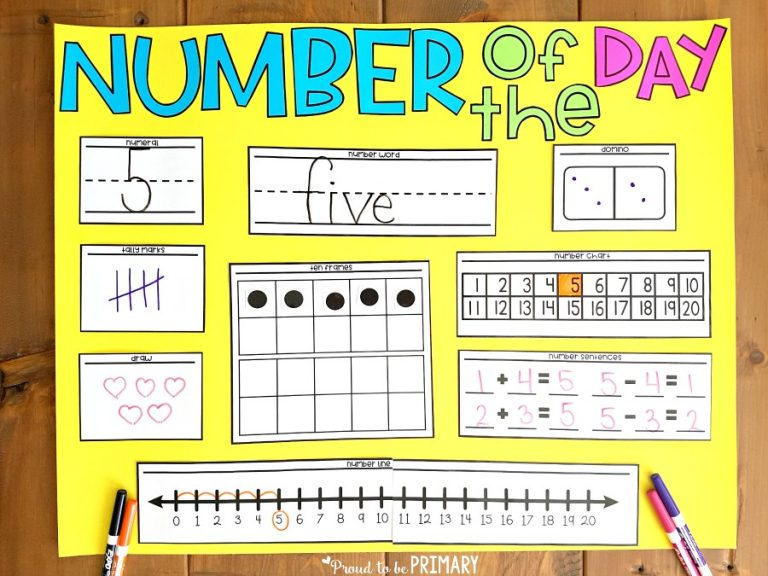 NUMBER of the DAY
numeral
5
number word
five
domino
tally marks
ten frames
number chart
1 2 3 4 5 6 7 8 9 10
11 12 13 14 15 16 17 18 19 20
draw
number sentences
1 + 4 = 5 5 - 4 = 1
2 + 3 = 5 5 - 3 = 2
number line
0 1 2 3 4 5 6 7 8 9 10 11 12 13 14 15 16 17 18 19 20
Proud to be PRIMARY